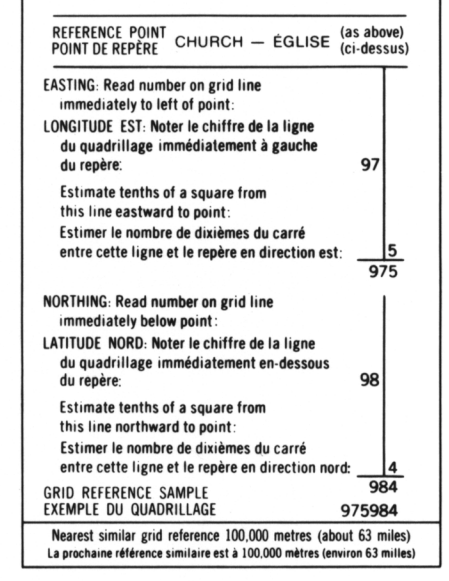 REFERENCE POINT
POINT DE REPÈRE
CHURCH — ÉGLISE
(as above)
(ci-dessus)
EASTING: Read number on grid line
immediately to left of point:
LONGITUDE EST: Noter le chiffre de la ligne
du quadrillage immédiatement à gauche
du repère: 97
Estimate tenths of a square from
this line eastward to point:
Estimer le nombre de dixièmes du carré
entre cette ligne et le repère en direction est: 5
975
NORTHING: Read number on grid line
immediately below point:
LATITUDE NORD: Noter le chiffre de la ligne
du quadrillage immédiatement en-dessous
du repère: 98
Estimate tenths of a square from
this line northward to point:
Estimer le nombre de dixièmes du carré
entre cette ligne et le repère en direction nord: 4
984
GRID REFERENCE SAMPLE
EXEMPLE DU QUADRILLAGE 975984
Nearest similar grid reference 100,000 metres (about 63 miles)
La prochaine référence similaire est à 100,000 mètres (environ 63 milles)